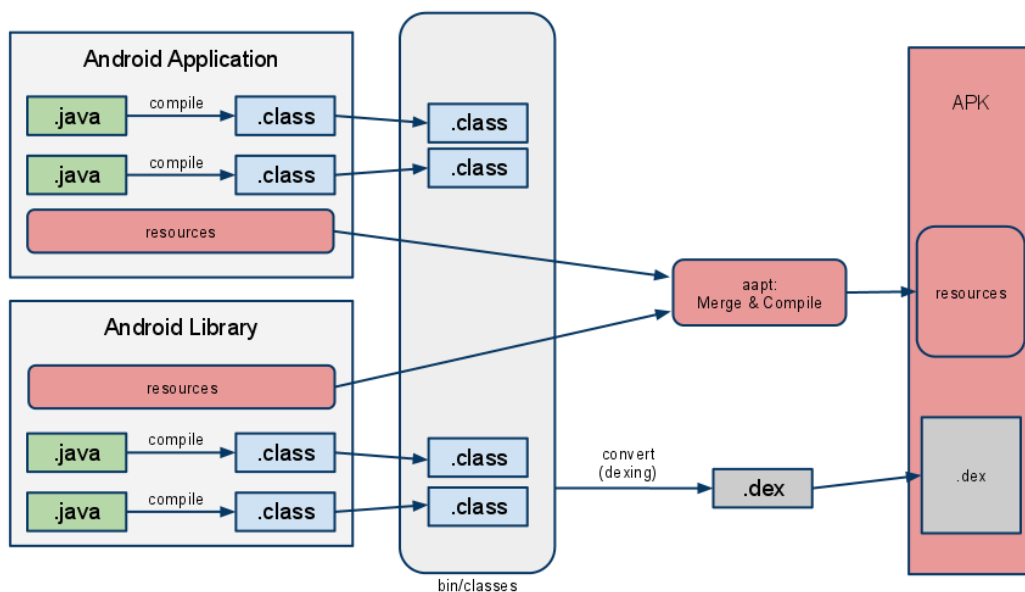 Android Application
.java
compile
.class
.class
.java
compile
.class
.class
resources
Android Library
resources
.java
compile
.class
.class
.java
compile
.class
.class
bin/classes
aapt:
Merge & Compile
convert
(dexing)
.dex
APK
resources
.dex